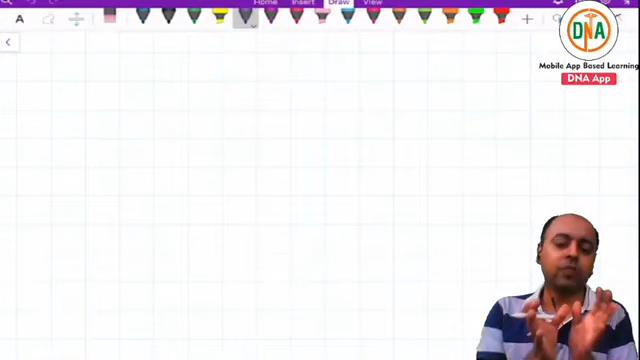 Home Insert Draw View
A
DNA
Mobile App Based Learning
DNA App